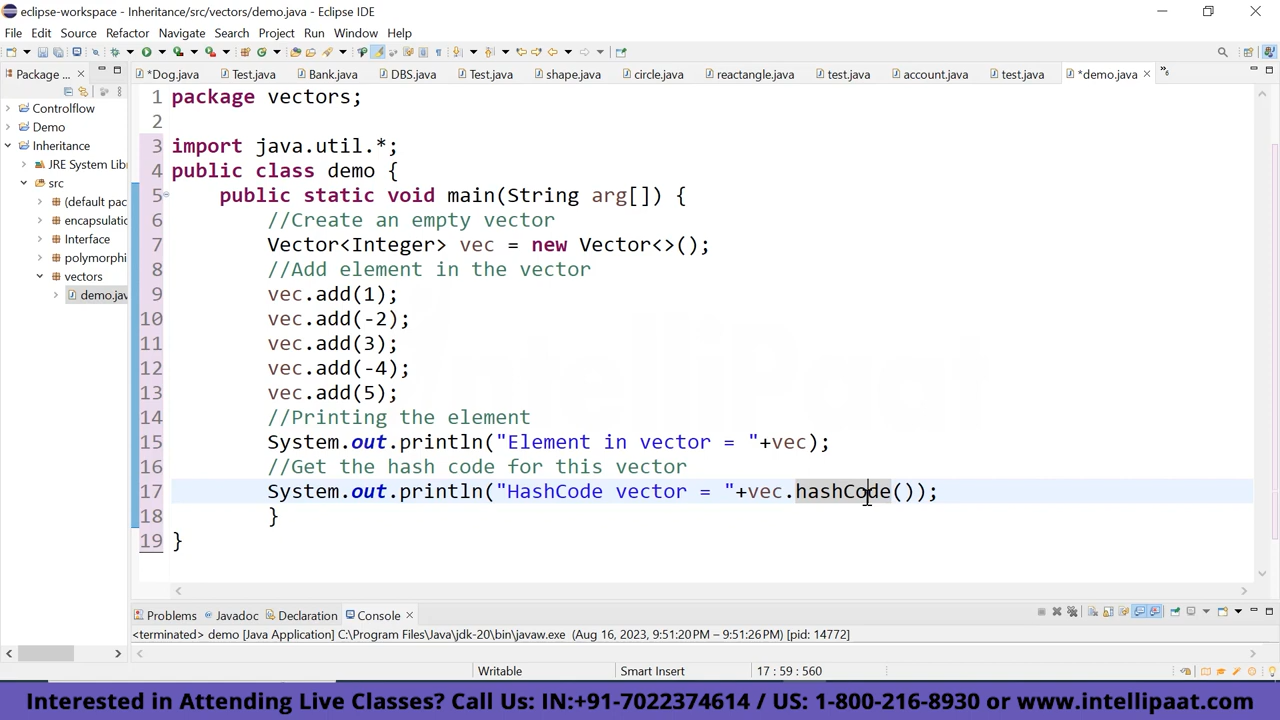 eclipse-workspace - Inheritance/src/vectors/demo.java - Eclipse IDE
File Edit Source Refactor Navigate Search Project Run Window Help
Package ...
*Dog.java Test.java Bank.java DBS.java Test.java shape.java circle.java reactangle.java test.java account.java test.java *demo.java
Controlflow
Demo
Inheritance
JRE System Lib
src
(default pac
encapsulatio
Interface
polymorphi
vectors
demo.jav
1 package vectors;
2
3 import java.util.*;
4 public class demo {
5 public static void main(String arg[]) {
6 //Create an empty vector
7 Vector<Integer> vec = new Vector<>();
8 //Add element in the vector
9 vec.add(1);
10 vec.add(-2);
11 vec.add(3);
12 vec.add(-4);
13 vec.add(5);
14 //Printing the element
15 System.out.println("Element in vector = "+vec);
16 //Get the hash code for this vector
17 System.out.println("HashCode vector = "+vec.hashCode());
18 }
19 }
Problems Javadoc Declaration Console
<terminated> demo [Java Application] C:\Program Files\Java\jdk-20\bin\javaw.exe (Aug 16, 2023, 9:51:20 PM – 9:51:26 PM) [pid: 14772]
Writable Smart Insert 17 : 59 : 560
Interested in Attending Live Classes? Call Us: IN:+91-7022374614 / US: 1-800-216-8930 or www.intellipaat.com